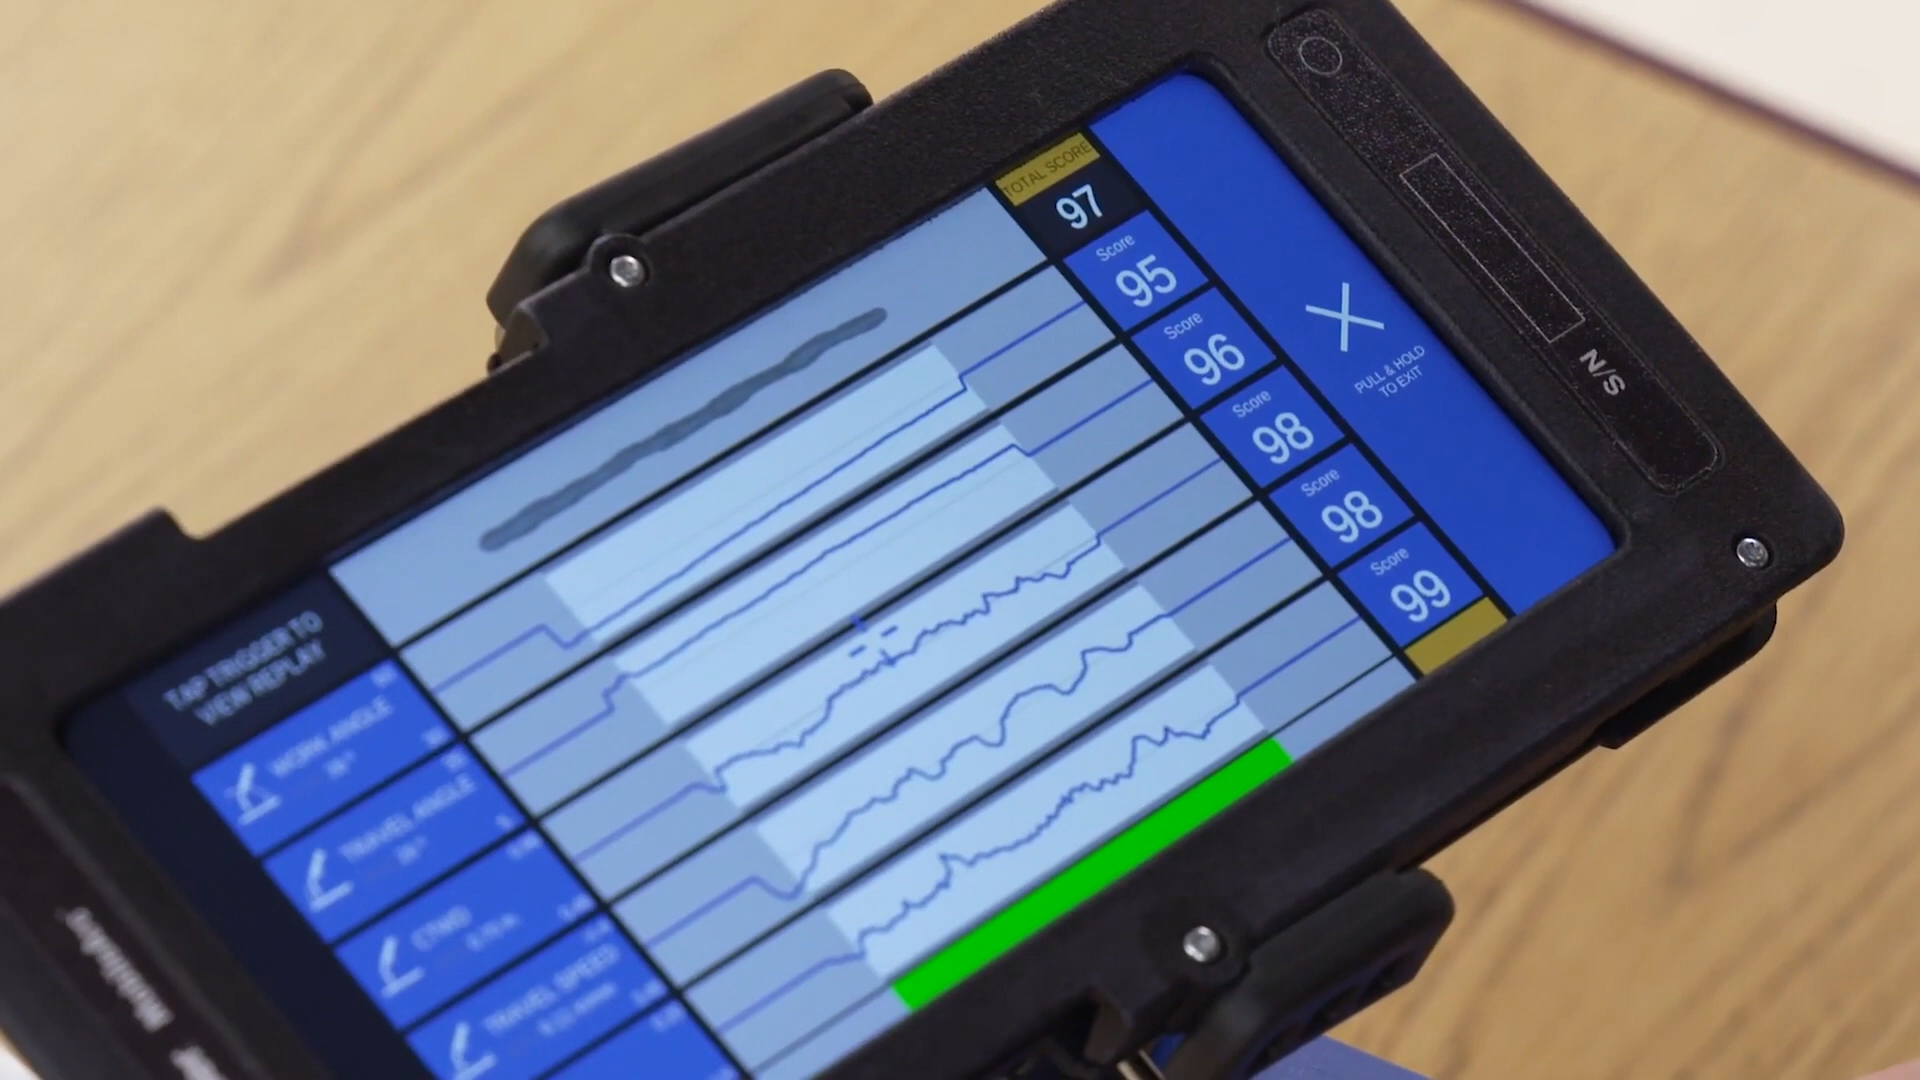 TOTAL SCORE
97
Score
95
Score
96
Score
98
Score
98
Score
99
PULL & HOLD
TO EXIT
S/N
TAP TRIGGER TO
VIEW REPLAY
WORK ANGLE
TRAVEL ANGLE
CTWD
TRAVEL SPEED